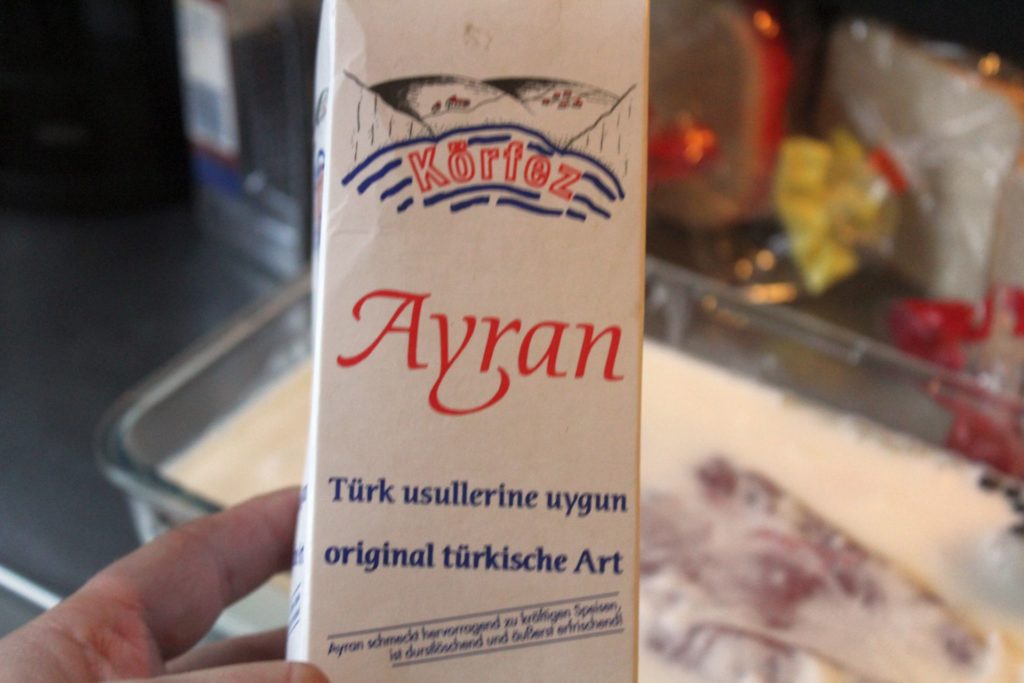 Körfez
Ayran
Türk usullerine uygun
original türkische Art
Ayran schmeckt hervorragend zu kräftigen Speisen,
ist durstlöschend und äußerst erfrischend!